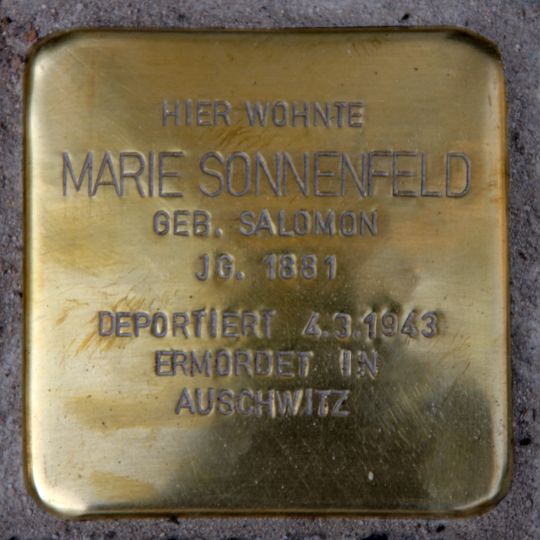 HIER WOHNTE
MARIE SONNENFELD
GEB. SALOMON
JG. 1881
DEPORTIERT 4.3.1943
ERMORDET IN
AUSCHWITZ